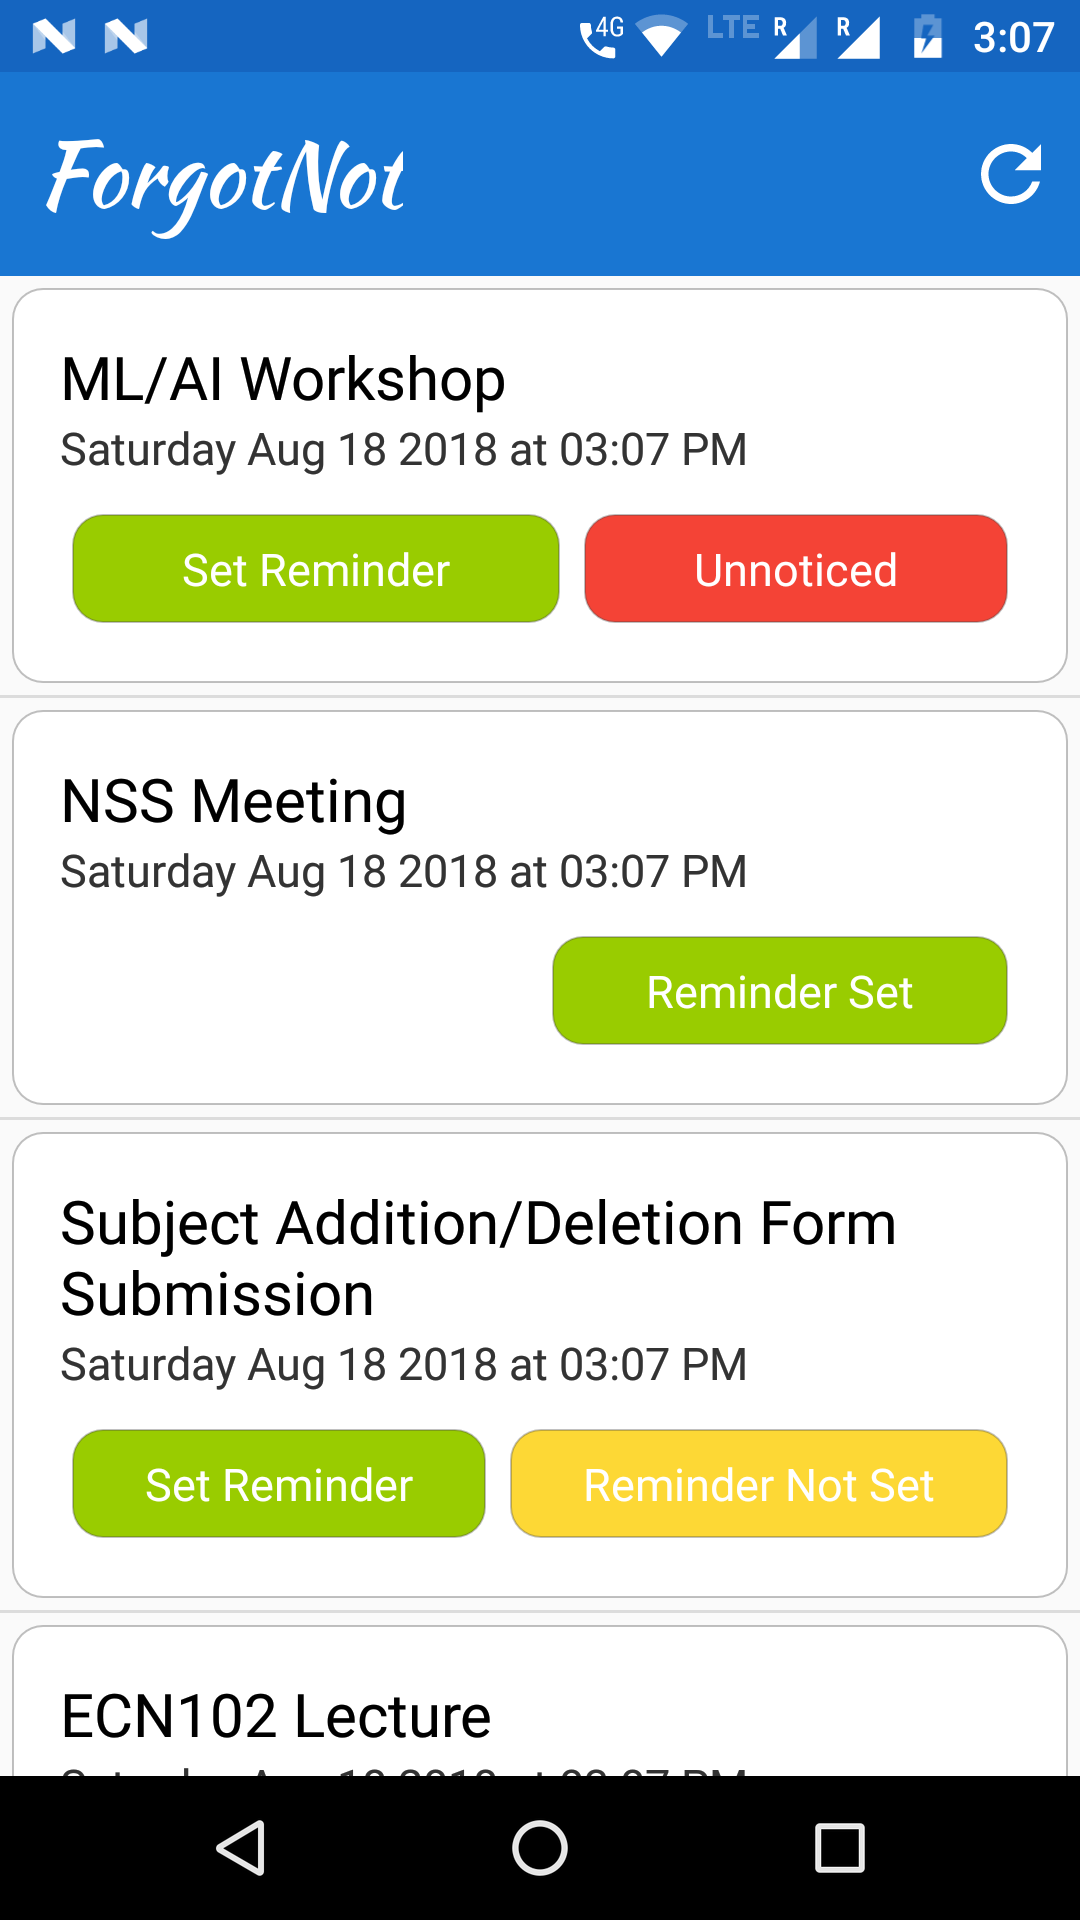 4G LTE R R 3:07
ForgotNot
ML/AI Workshop
Saturday Aug 18 2018 at 03:07 PM
Set Reminder Unnoticed
NSS Meeting
Saturday Aug 18 2018 at 03:07 PM
Reminder Set
Subject Addition/Deletion Form
Submission
Saturday Aug 18 2018 at 03:07 PM
Set Reminder Reminder Not Set
ECN102 Lecture